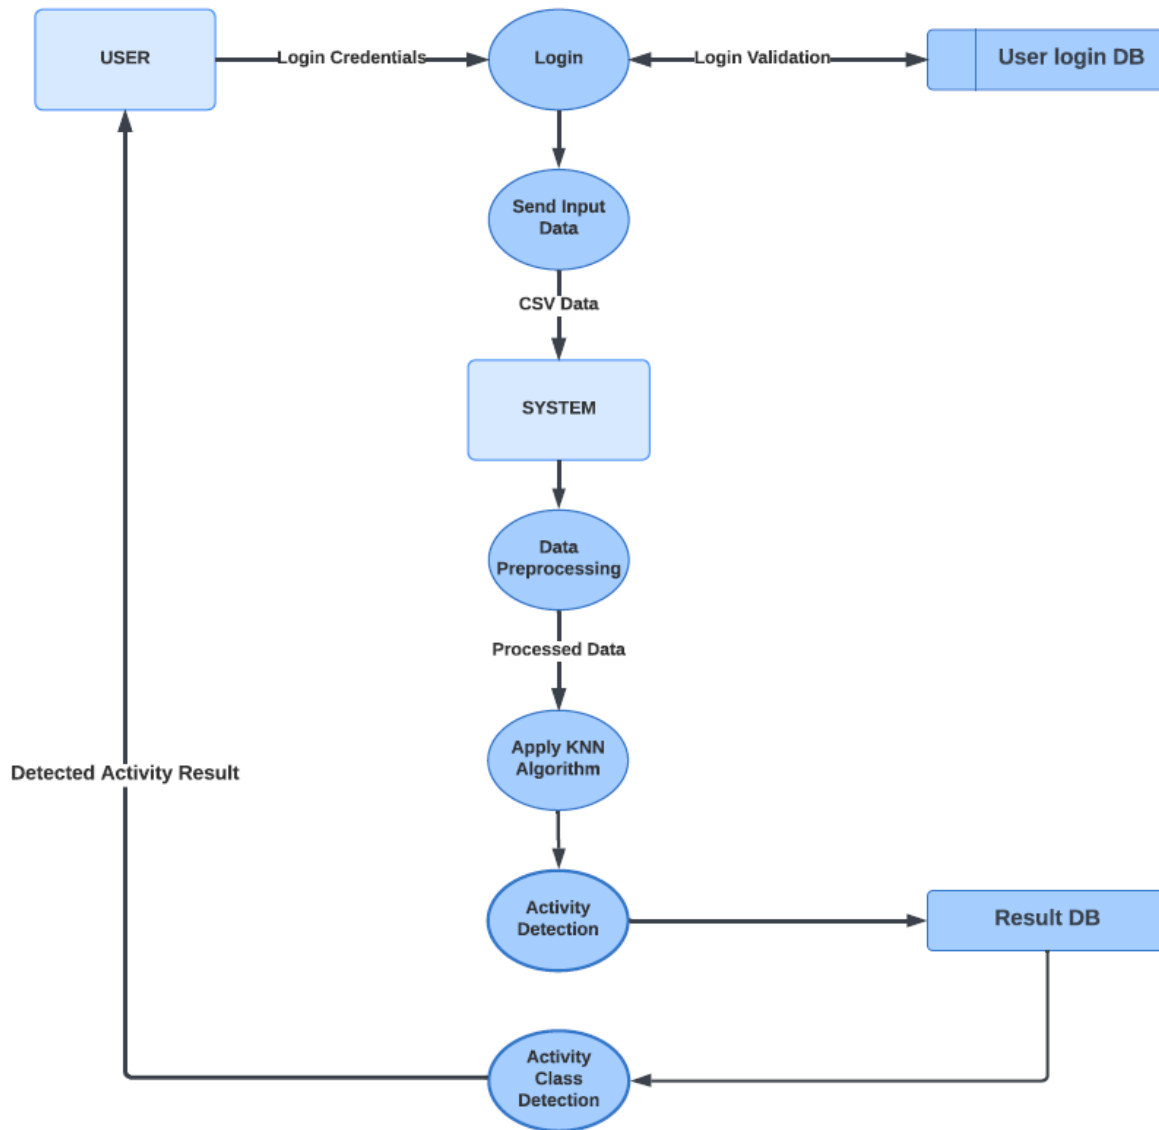 USER
Login Credentials
Login
Login Validation
User login DB
Send Input
Data
CSV Data
SYSTEM
Data
Preprocessing
Processed Data
Apply KNN
Algorithm
Detected Activity Result
Activity
Detection
Result DB
Activity
Class
Detection